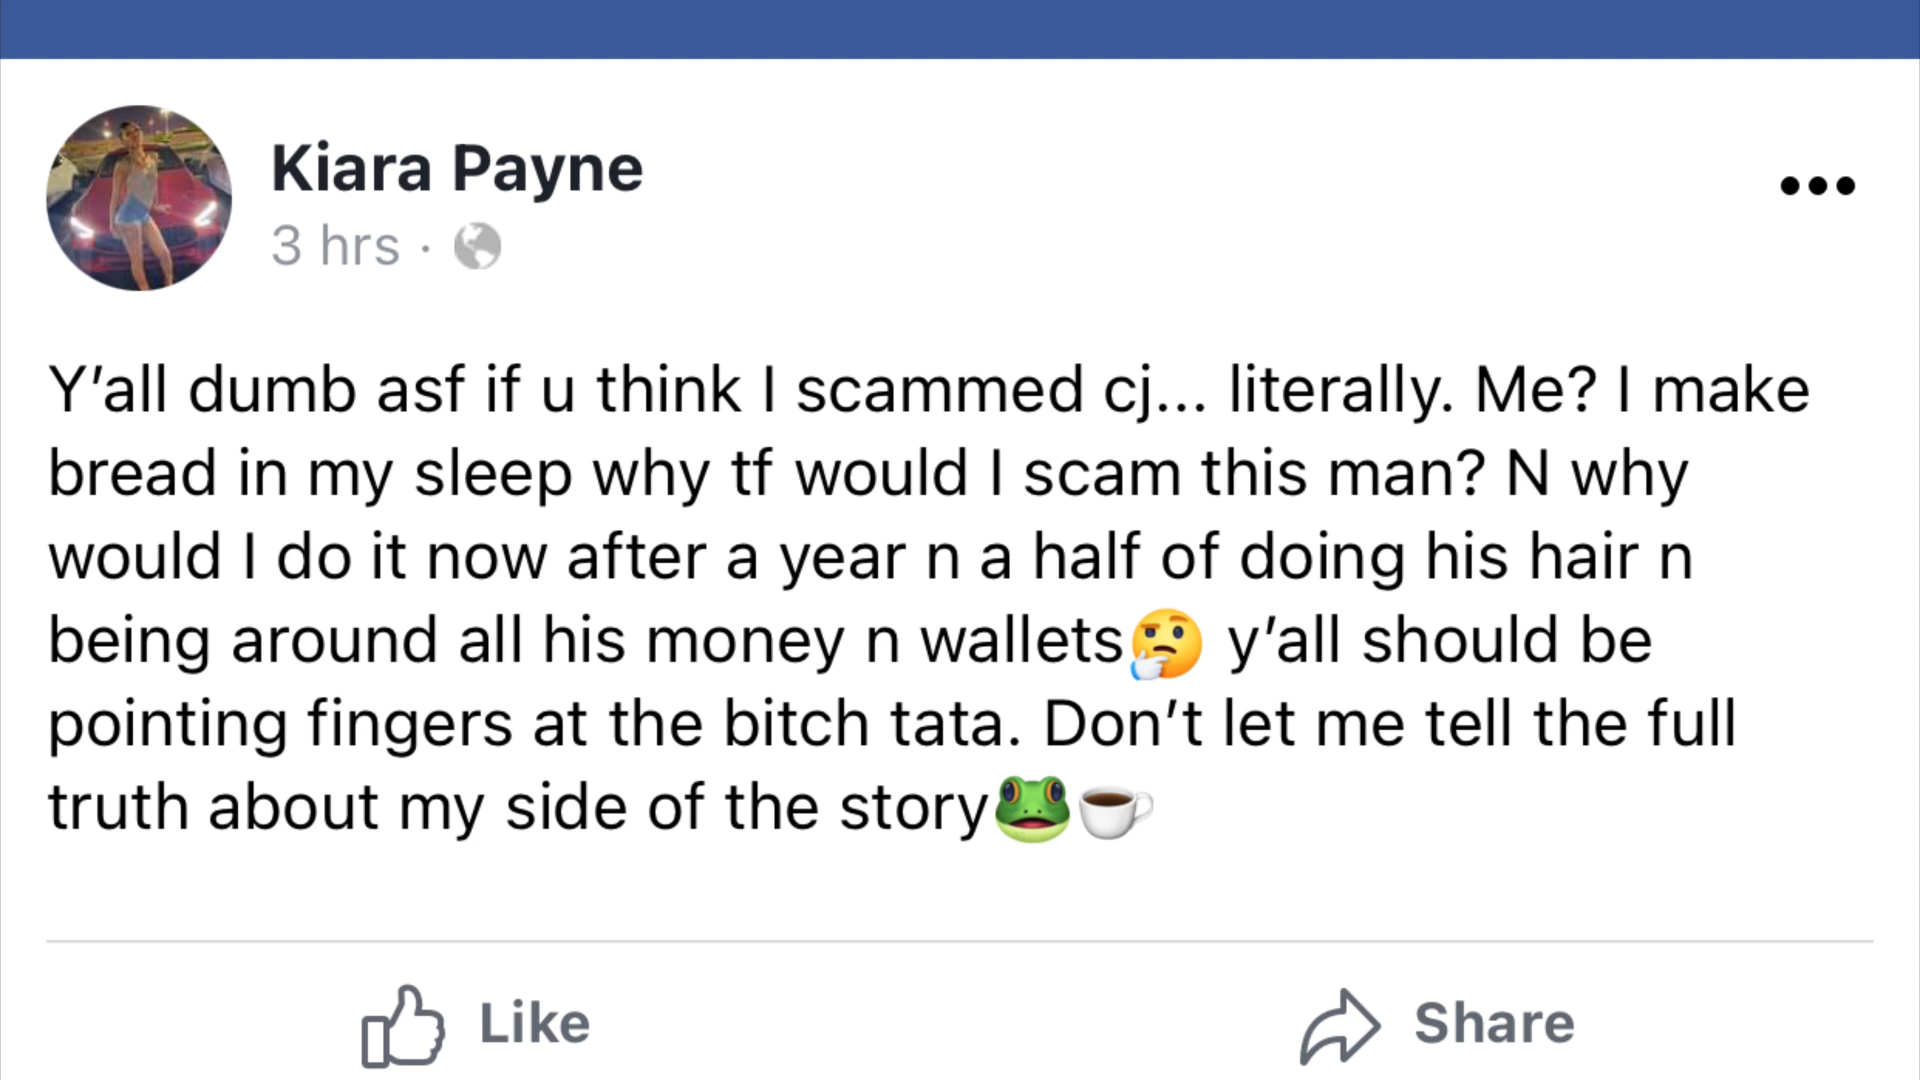 Kiara Payne
3 hrs ·
Y’all dumb asf if u think I scammed cj... literally. Me? I make
bread in my sleep why tf would I scam this man? N why
would I do it now after a year n a half of doing his hair n
being around all his money n wallets🤔 y’all should be
pointing fingers at the bitch tata. Don’t let me tell the full
truth about my side of the story🐸☕
Like
Share